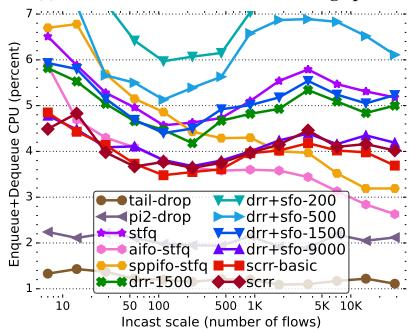 7
6
5
4
3
2
1
Enqueue+Dequeue CPU (percent)
tail-drop
pi2-drop
stfq
aifo-stfq
sppifo-stfq
drr-1500
drr+sfo-200
drr+sfo-500
drr+sfo-1500
drr+sfo-9000
scrr-basic
scrr
10 50 100 500 1K 5K 10K
Incast scale (number of flows)